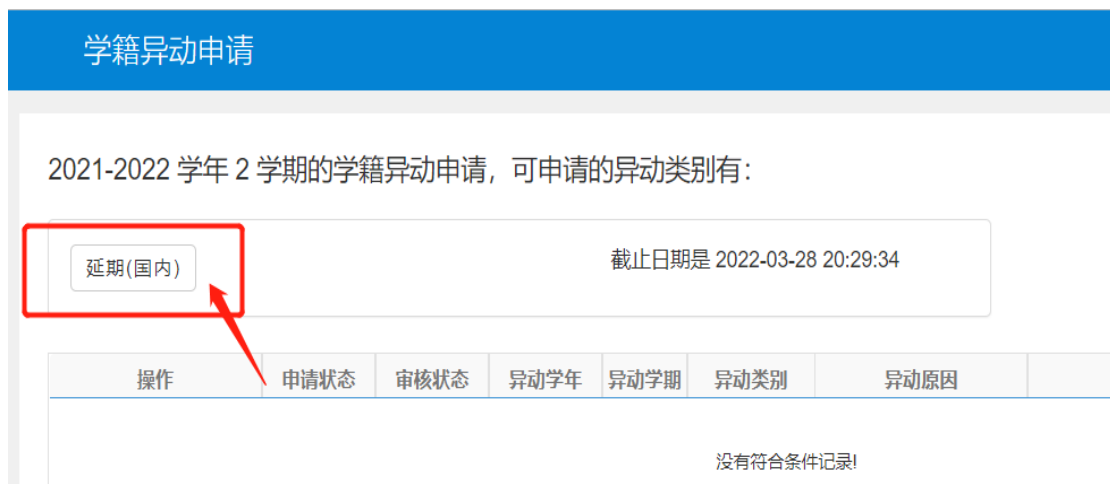 学籍异动申请
2021-2022 学年 2 学期的学籍异动申请，可申请的异动类别有：
延期(国内) 截止日期是 2022-03-28 20:29:34
操作 申请状态 审核状态 异动学年 异动学期 异动类别 异动原因
没有符合条件记录!